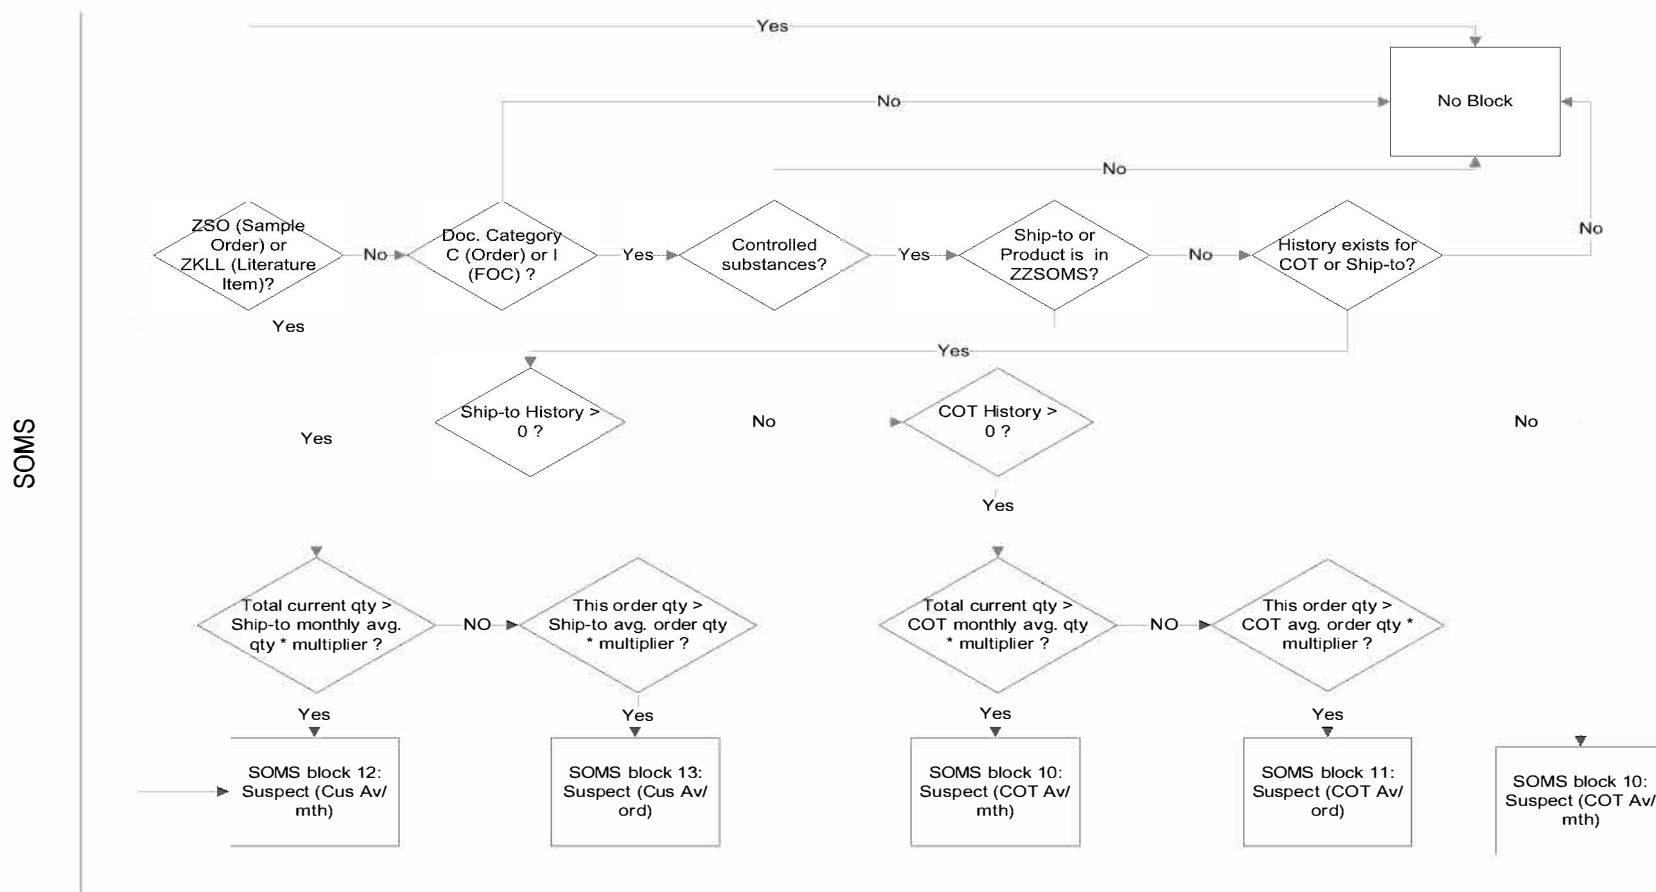 Yes
No
No Block
No
ZSO (Sample
Order) or
ZKLL (Literature
Item)?
No
Doc. Category
C (Order) or I
(FOC) ?
Yes
Controlled
substances?
Yes
Ship-to or
Product is in
ZZSOMS?
No
History exists for
COT or Ship-to?
No
Yes
Yes
SOMS
Yes
Ship-to History >
0 ?
No
COT History >
0 ?
No
Yes
Total current qty >
Ship-to monthly avg.
qty * multiplier ?
NO
This order qty >
Ship-to avg. order qty
* multiplier ?
Total current qty >
COT monthly avg. qty
* multiplier ?
NO
This order qty >
COT avg. order qty *
multiplier ?
Yes
Yes
Yes
Yes
SOMS block 12:
Suspect (Cus Av/
mth)
SOMS block 13:
Suspect (Cus Av/
ord)
SOMS block 10:
Suspect (COT Av/
mth)
SOMS block 11:
Suspect (COT Av/
ord)
SOMS block 10:
Suspect (COT Av/
mth)